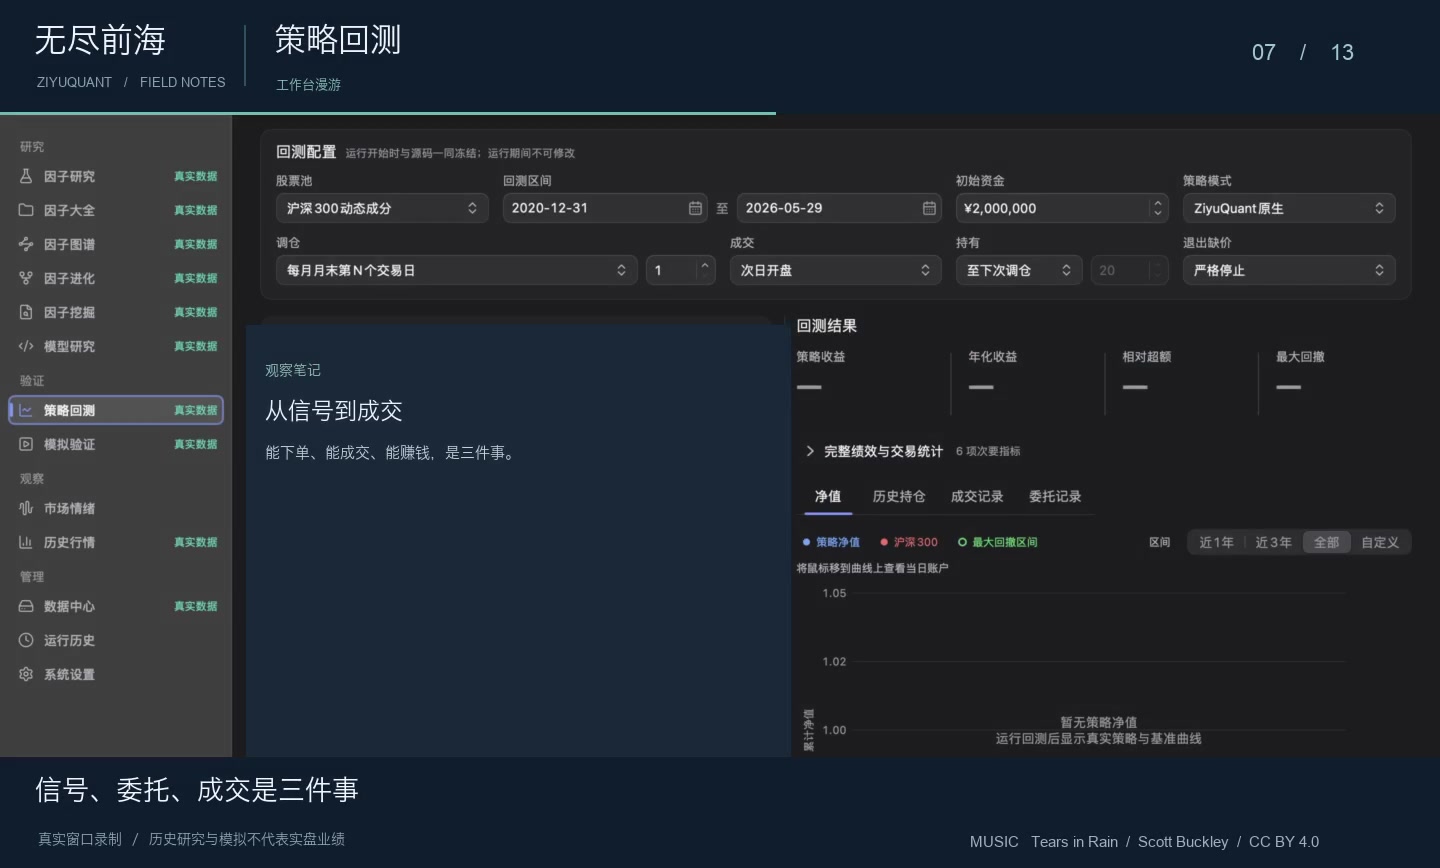 无尽前海
ZIYUQUANT / FIELD NOTES
策略回测
工作台漫游
07 / 13
研究
因子研究 真实数据
因子大全 真实数据
因子图谱 真实数据
因子进化 真实数据
因子挖掘 真实数据
模型研究 真实数据
验证
策略回测 真实数据
模拟验证 真实数据
观察
市场情绪
历史行情 真实数据
管理
数据中心 真实数据
运行历史
系统设置
回测配置 运行开始时与源码一同冻结；运行期间不可修改
股票池 回测区间 初始资金 策略模式
沪深300动态成分 2020-12-31 至 2026-05-29 ¥2,000,000 ZiyuQuant原生
调仓 成交 持有 退出缺价
每月月末第N个交易日 1 次日开盘 至下次调仓 20 严格停止
观察笔记
从信号到成交
能下单、能成交、能赚钱，是三件事。
回测结果
策略收益 年化收益 相对超额 最大回撤
— — — —
完整绩效与交易统计 6 项次要指标
净值 历史持仓 成交记录 委托记录
策略净值 沪深300 最大回撤区间 区间 近1年 近3年 全部 自定义
将鼠标移到曲线上查看当日账户
1.05
1.02
1.00
累计净值
暂无策略净值
运行回测后显示真实策略与基准曲线
信号、委托、成交是三件事
真实窗口录制 / 历史研究与模拟不代表实盘业绩
MUSIC Tears in Rain / Scott Buckley / CC BY 4.0